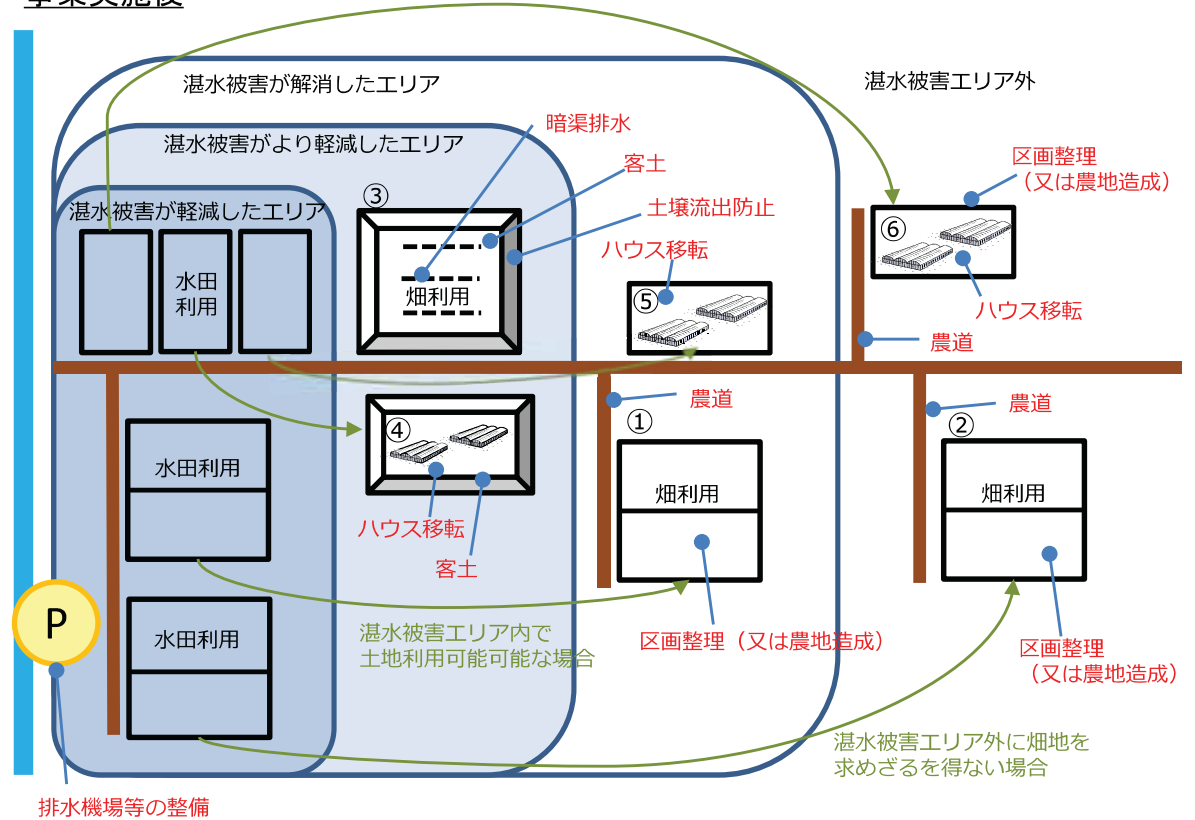 事業実施後
湛水被害が解消したエリア
湛水被害エリア外
湛水被害がより軽減したエリア
暗渠排水
客土
土壌流出防止
区画整理
（又は農地造成）
湛水被害が軽減したエリア
③
水田
利用
畑利用
ハウス移転
⑤
⑥
ハウス移転
農道
④
ハウス移転
客土
農道
①
農道
②
水田利用
畑利用
畑利用
P
水田利用
湛水被害エリア内で
土地利用可能可能な場合
区画整理（又は農地造成）
区画整理
（又は農地造成）
湛水被害エリア外に畑地を
求めざるを得ない場合
排水機場等の整備